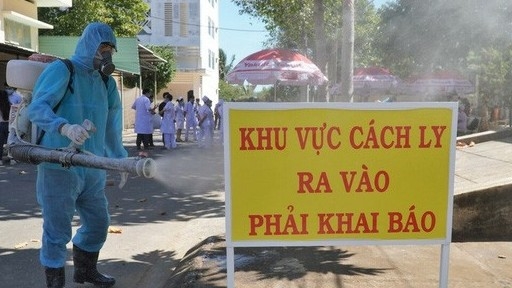 KHU VỰC CÁCH LY
RA VÀO
PHẢI KHAI BÁO